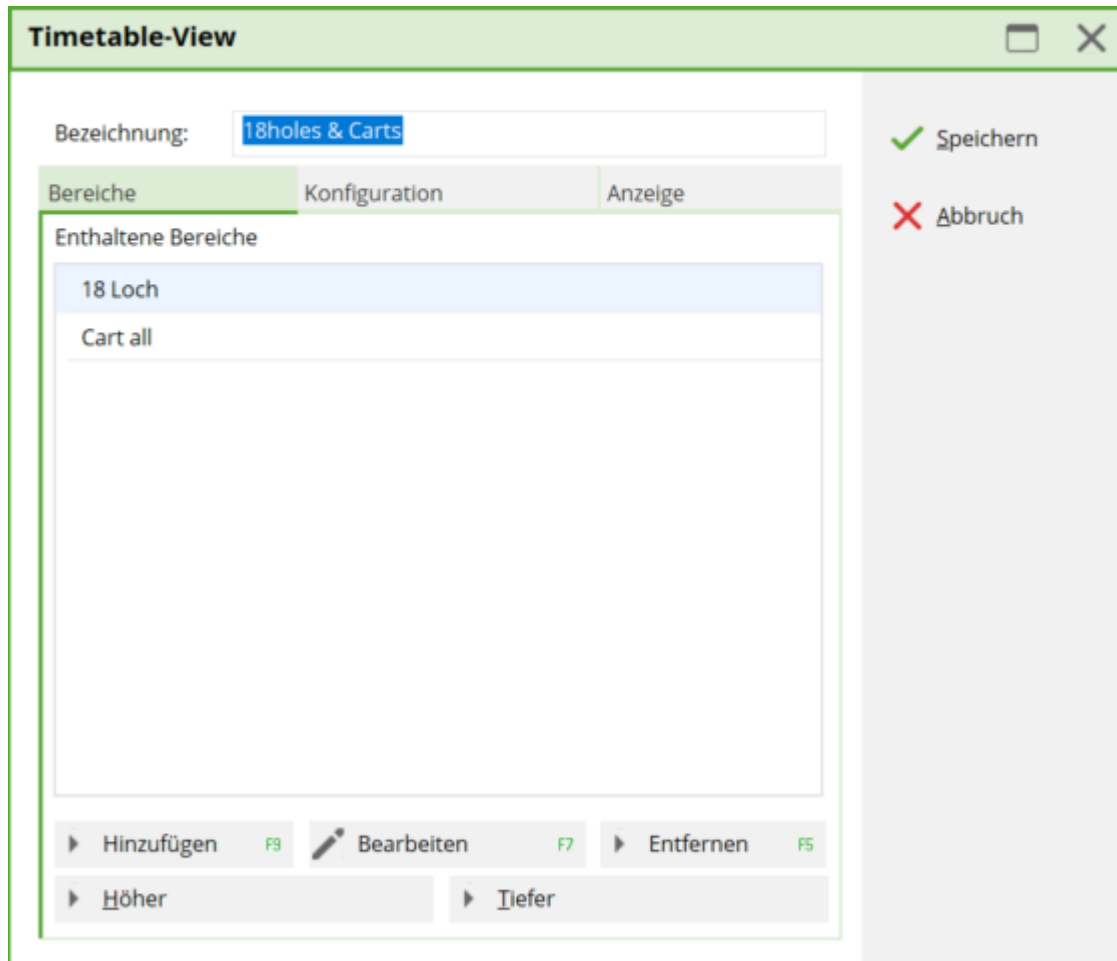 Timetable-View
Bezeichnung: 18holes & Carts
Speichern
Bereiche Konfiguration Anzeige
Abbruch
Enthaltene Bereiche
18 Loch
Cart all
Hinzufügen F9 Bearbeiten F7 Entfernen F5
Höher Tiefer